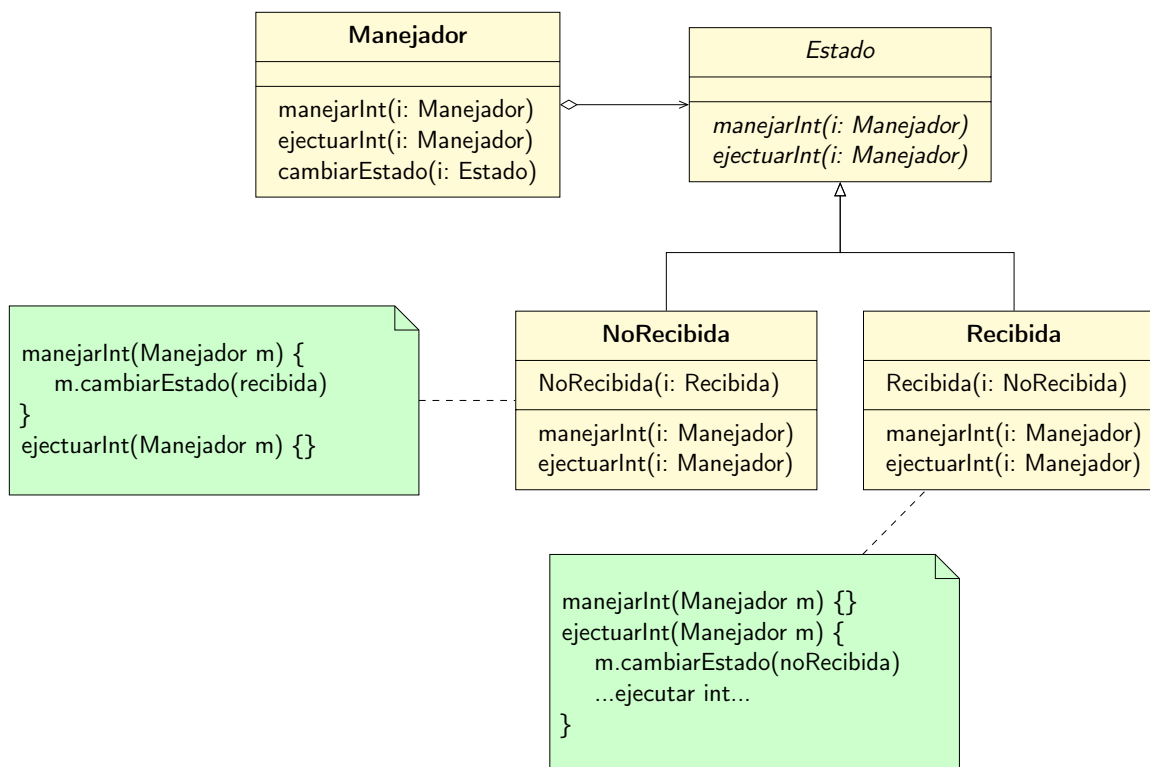 Manejador
manejarInt(i: Manejador)
ejectuarInt(i: Manejador)
cambiarEstado(i: Estado)
Estado
manejarInt(i: Manejador)
ejectuarInt(i: Manejador)
manejarInt(Manejador m) {
m.cambiarEstado(recibida)
}
ejectuarInt(Manejador m) {}
NoRecibida
NoRecibida(i: Recibida)
manejarInt(i: Manejador)
ejectuarInt(i: Manejador)
Recibida
Recibida(i: NoRecibida)
manejarInt(i: Manejador)
ejectuarInt(i: Manejador)
manejarInt(Manejador m) {}
ejectuarInt(Manejador m) {
m.cambiarEstado(noRecibida)
...ejecutar int...
}